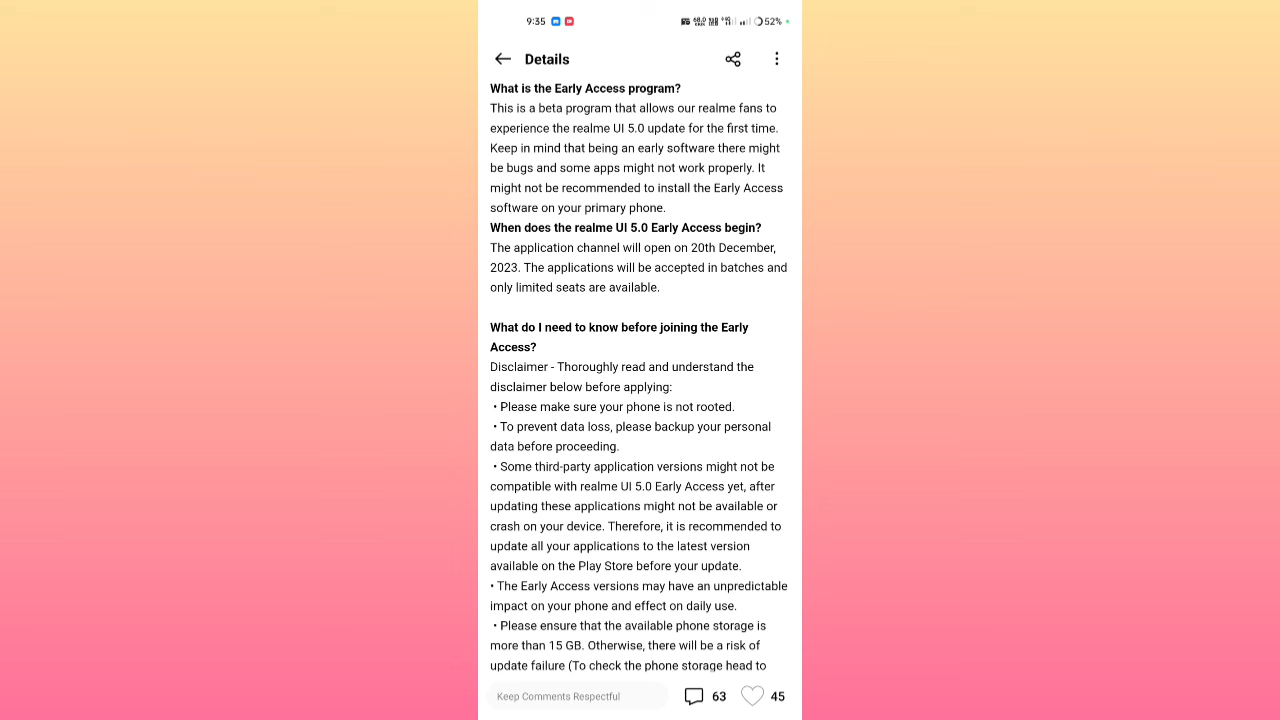 9:35
52%
Details
What is the Early Access program?
This is a beta program that allows our realme fans to
experience the realme UI 5.0 update for the first time.
Keep in mind that being an early software there might
be bugs and some apps might not work properly. It
might not be recommended to install the Early Access
software on your primary phone.
When does the realme UI 5.0 Early Access begin?
The application channel will open on 20th December,
2023. The applications will be accepted in batches and
only limited seats are available.
What do I need to know before joining the Early
Access?
Disclaimer - Thoroughly read and understand the
disclaimer below before applying:
• Please make sure your phone is not rooted.
• To prevent data loss, please backup your personal
data before proceeding.
• Some third-party application versions might not be
compatible with realme UI 5.0 Early Access yet, after
updating these applications might not be available or
crash on your device. Therefore, it is recommended to
update all your applications to the latest version
available on the Play Store before your update.
• The Early Access versions may have an unpredictable
impact on your phone and effect on daily use.
• Please ensure that the available phone storage is
more than 15 GB. Otherwise, there will be a risk of
update failure (To check the phone storage head to
Keep Comments Respectful
63
45